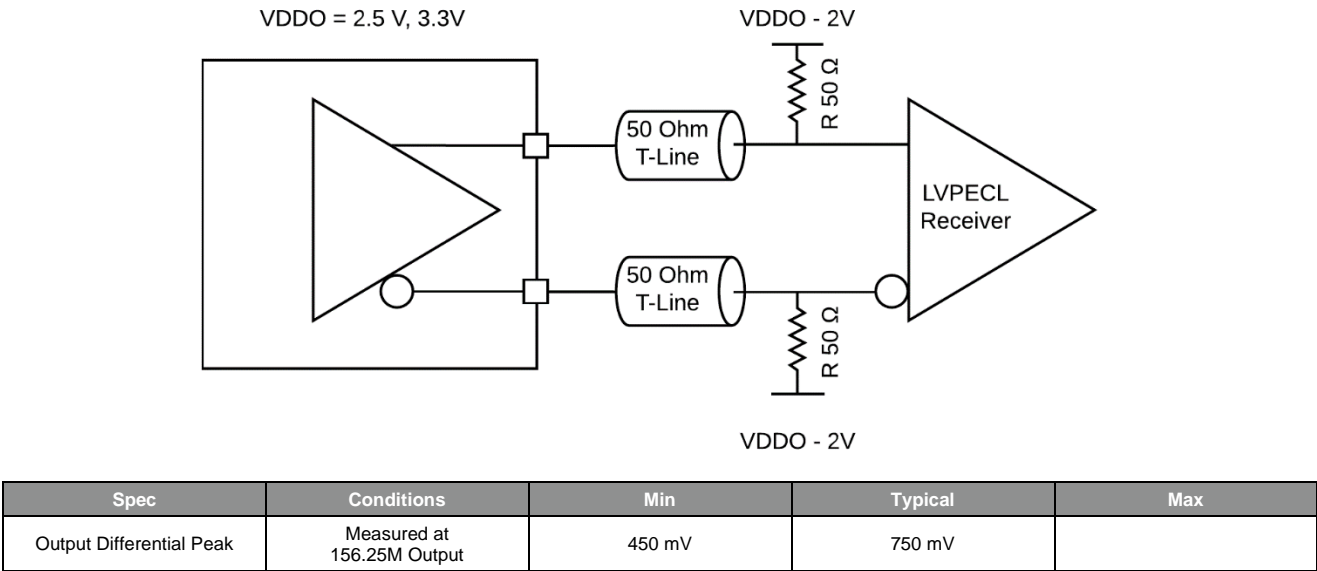 VDDO = 2.5 V, 3.3V
VDDO - 2V
R 50 Ω
50 Ohm
T-Line
LVPECL
Receiver
50 Ohm
T-Line
R 50 Ω
VDDO - 2V
Spec Conditions Min Typical Max
Output Differential Peak Measured at 156.25M Output 450 mV 750 mV